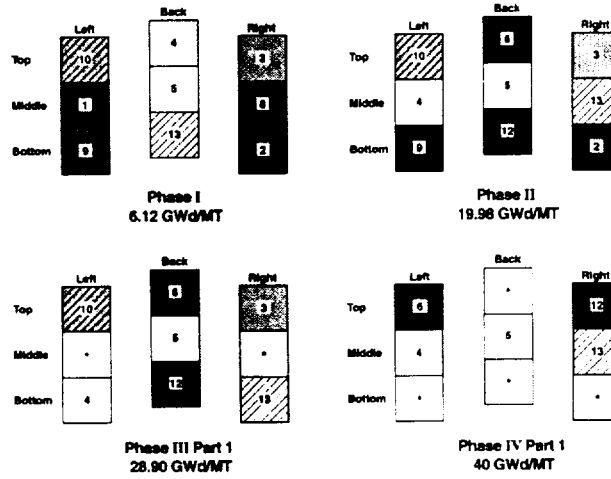 Back
Left Right
Top 10 4 3
Middle 1 5 8
Bottom 9 13 2
Phase I
6.12 GWd/MT
Back
Left Right
Top 10 6 3
Middle 4 5 13
Bottom 9 12 2
Phase II
19.98 GWd/MT
Back
Left Right
Top 10 6 3
Middle * 5 *
Bottom 4 12 13
Phase III Part 1
28.90 GWd/MT
Back
Left Right
Top 6 * 12
Middle 4 5 13
Bottom * * *
Phase IV Part 1
40 GWd/MT